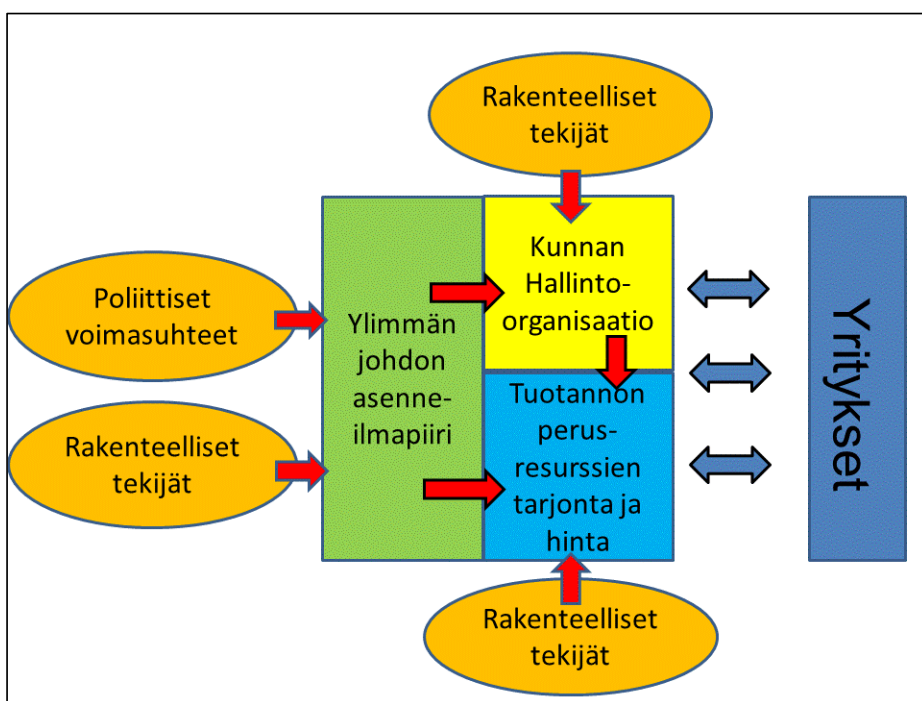 Rakenteelliset
tekijät
Poliittiset
voimasuhteet
Rakenteelliset
tekijät
Ylimmän
johdon
asenne-
ilmapiiri
Kunnan
Hallinto-
organisaatio
Tuotannon
perus-
resurssien
tarjonta ja
hinta
Rakenteelliset
tekijät
Yritykset